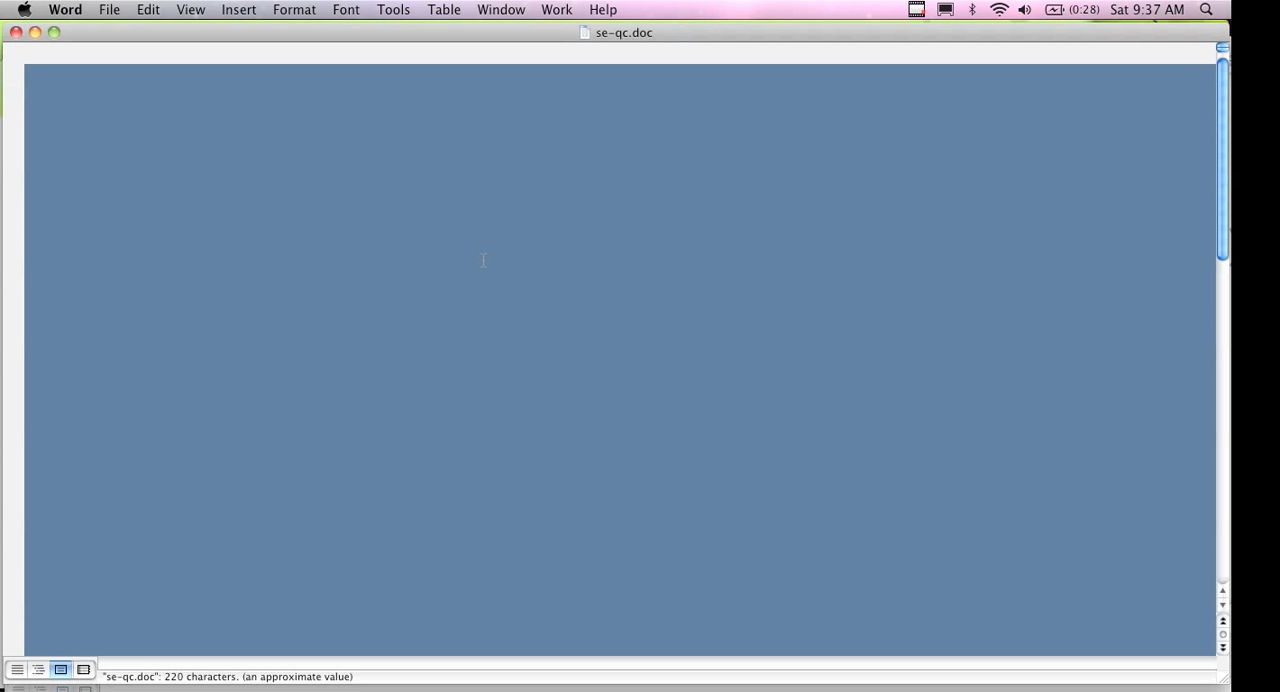 Word File Edit View Insert Format Font Tools Table Window Work Help (0:28) Sat 9:37 AM
se-qc.doc
"se-qc.doc": 220 characters. (an approximate value)